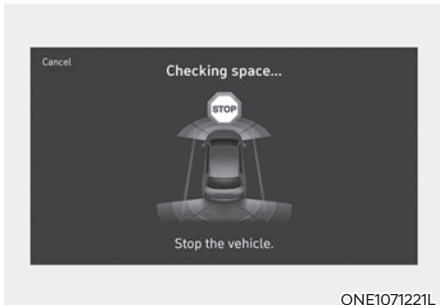 Cancel
Checking space...
STOP
Stop the vehicle.
ONE1071221L